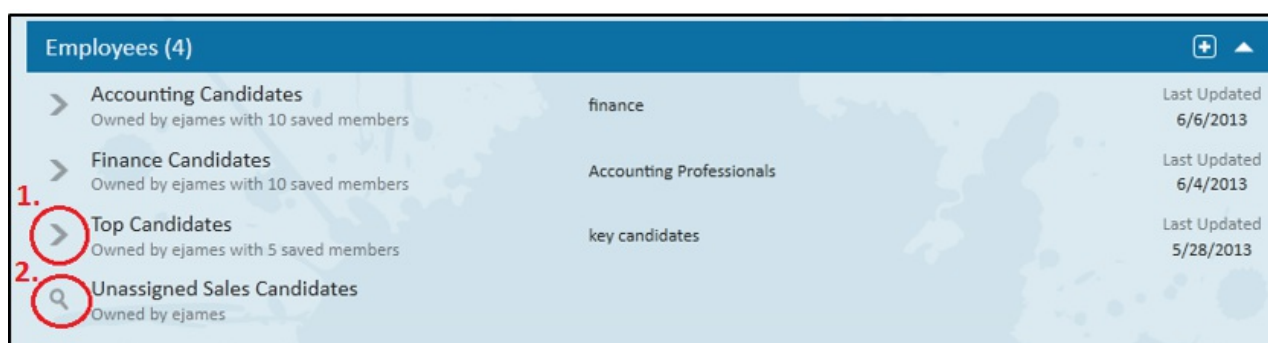 Employees (4)
Accounting Candidates
Owned by ejames with 10 saved members
finance
Last Updated
6/6/2013
Finance Candidates
Owned by ejames with 10 saved members
Accounting Professionals
Last Updated
6/4/2013
1.
Top Candidates
Owned by ejames with 5 saved members
key candidates
Last Updated
5/28/2013
2.
Unassigned Sales Candidates
Owned by ejames